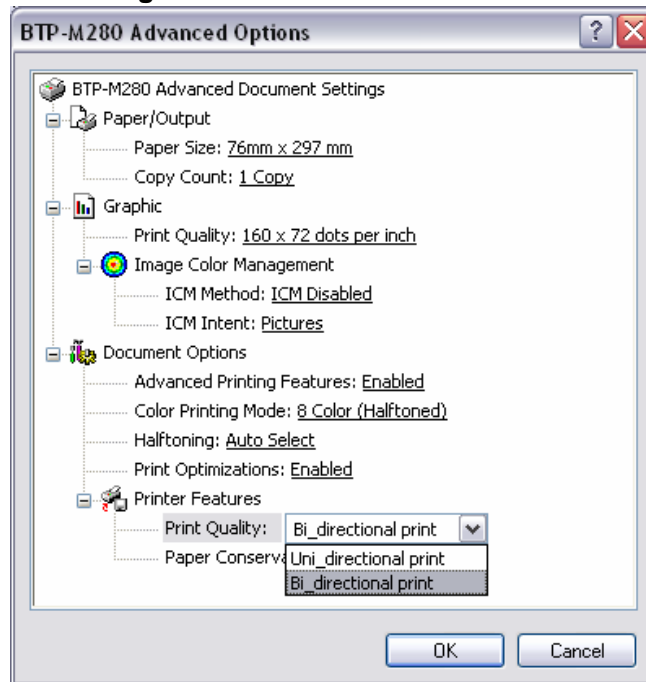 BTP-M280 Advanced Options
BTP-M280 Advanced Document Settings
Paper/Output
Paper Size: 76mm x 297 mm
Copy Count: 1 Copy
Graphic
Print Quality: 160 x 72 dots per inch
Image Color Management
ICM Method: ICM Disabled
ICM Intent: Pictures
Document Options
Advanced Printing Features: Enabled
Color Printing Mode: 8 Color (Halftoned)
Halftoning: Auto Select
Print Optimizations: Enabled
Printer Features
Print Quality: Bi_directional print
Paper Conserva Uni_directional print
Bi_directional print
OK Cancel